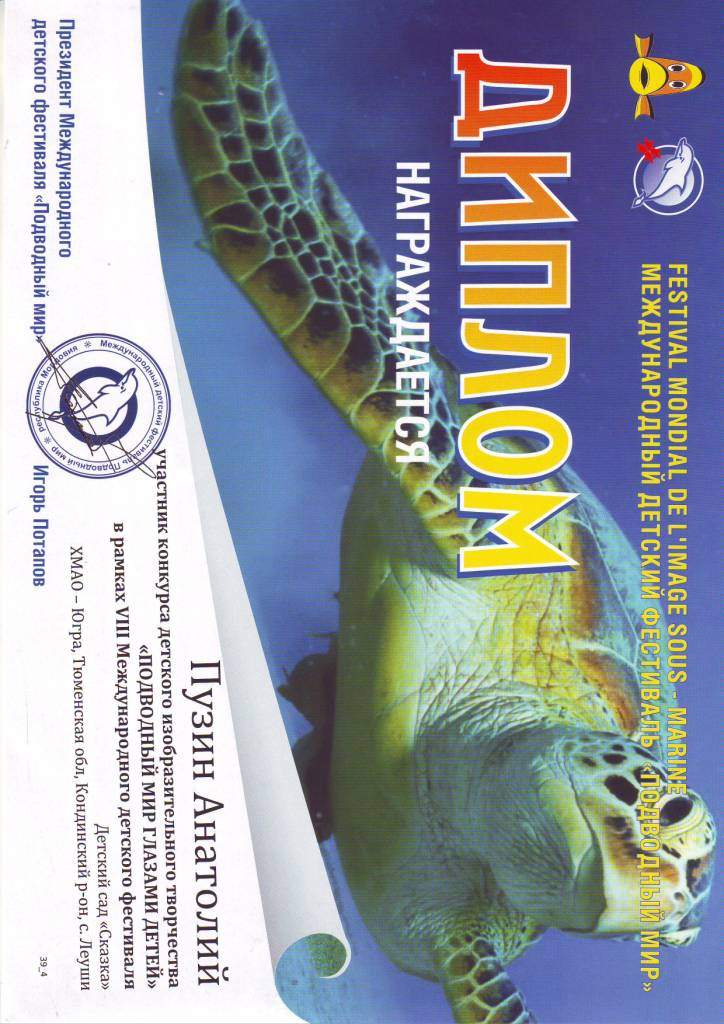 FESTIVAL MONDIAL DE L'IMAGE SOUS - MARINE
МЕЖДУНАРОДНЫЙ ДЕТСКИЙ ФЕСТИВАЛЬ «ПОДВОДНЫЙ МИР»
ДИПЛОМ
НАГРАЖДАЕТСЯ
Пузин Анатолий
участник конкурса детского изобразительного творчества
«ПОДВОДНЫЙ МИР ГЛАЗАМИ ДЕТЕЙ»
в рамках VIII Международного детского фестиваля
Детский сад «Сказка»
ХМАО – Югра, Тюменская обл, Кондинский р-он, с. Леуши
Президент Международного
детского фестиваля «Подводный мир»
Игорь Потапов
Международный детский фестиваль Подводный мир
республика Молдовия
39_4